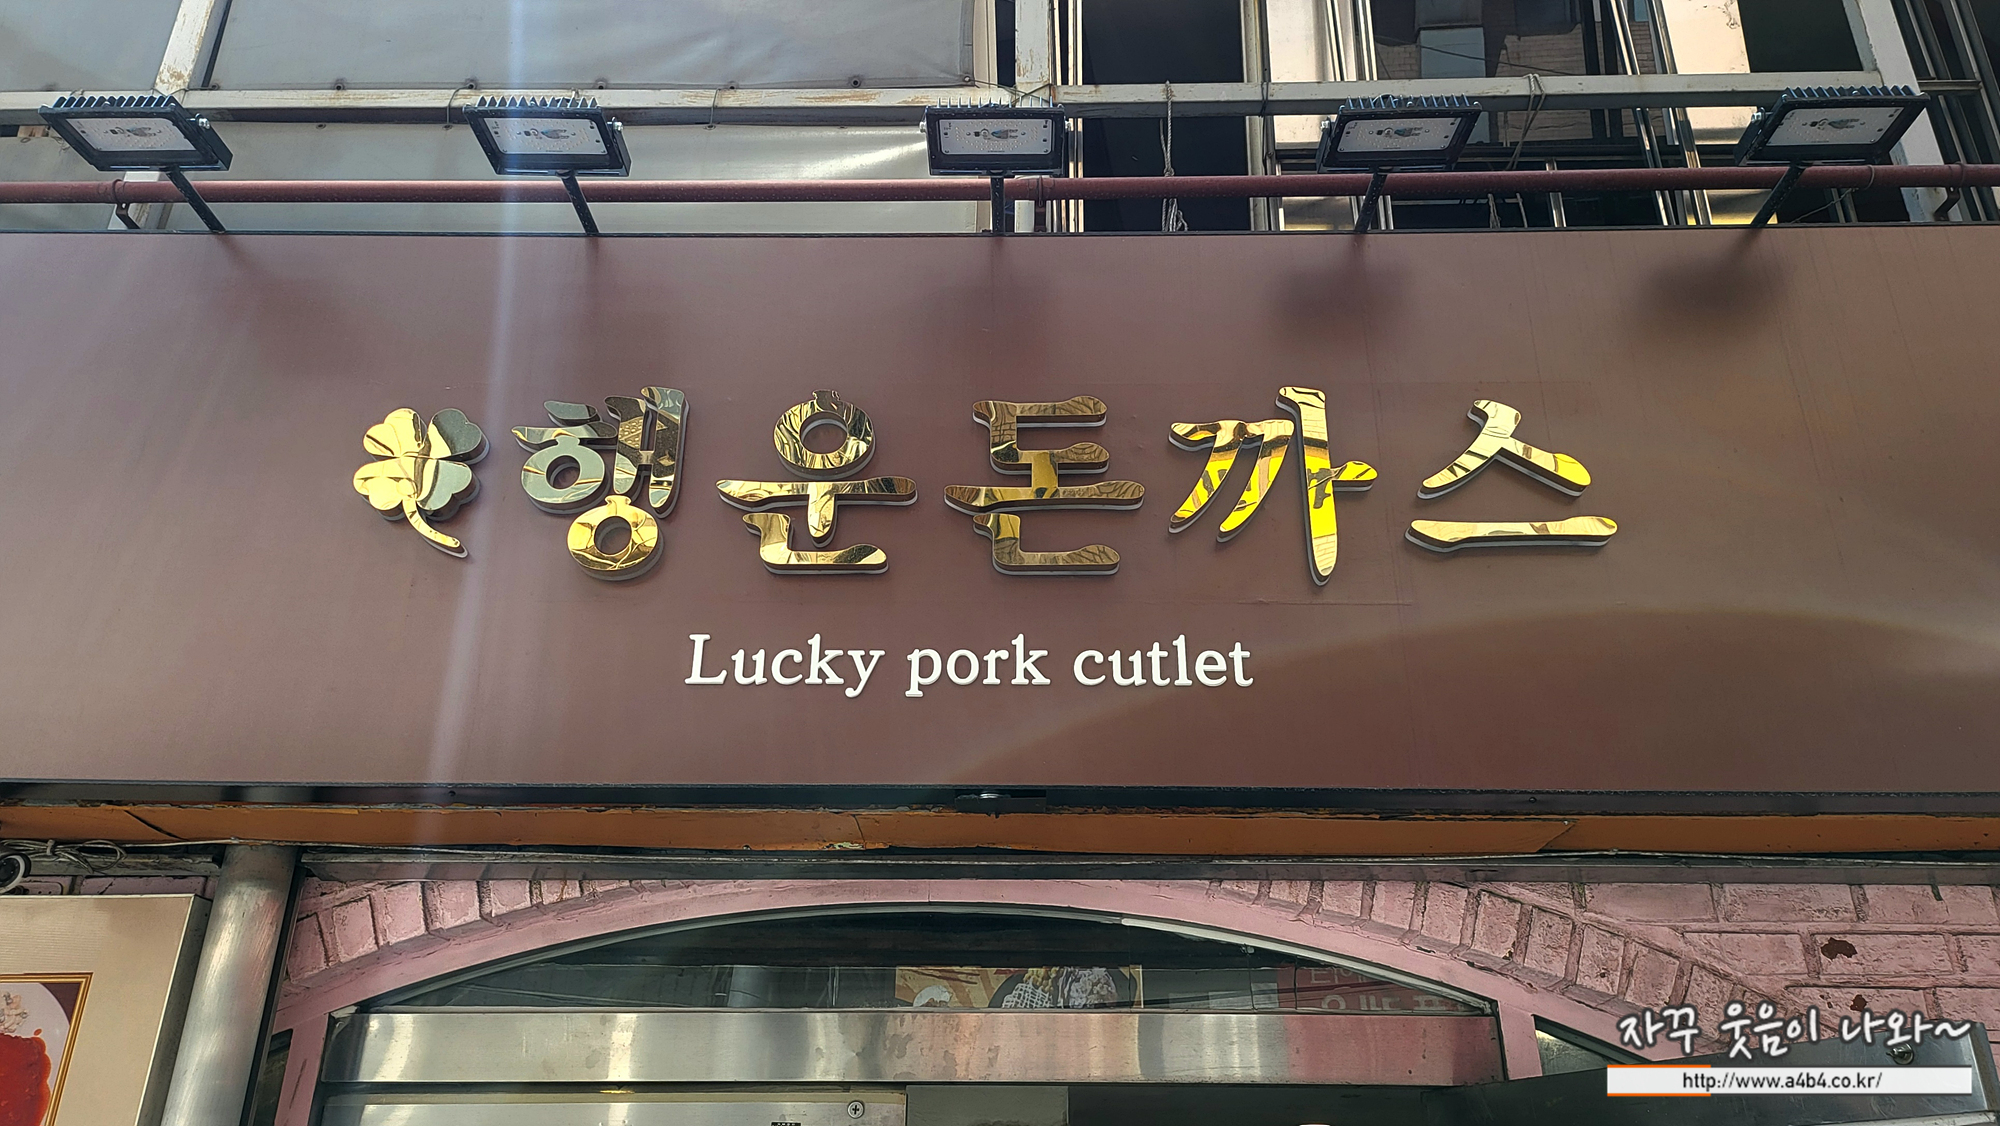 행운돈까스
Lucky pork cutlet
자꾸 웃음이 나와~
http://www.a4b4.co.kr/